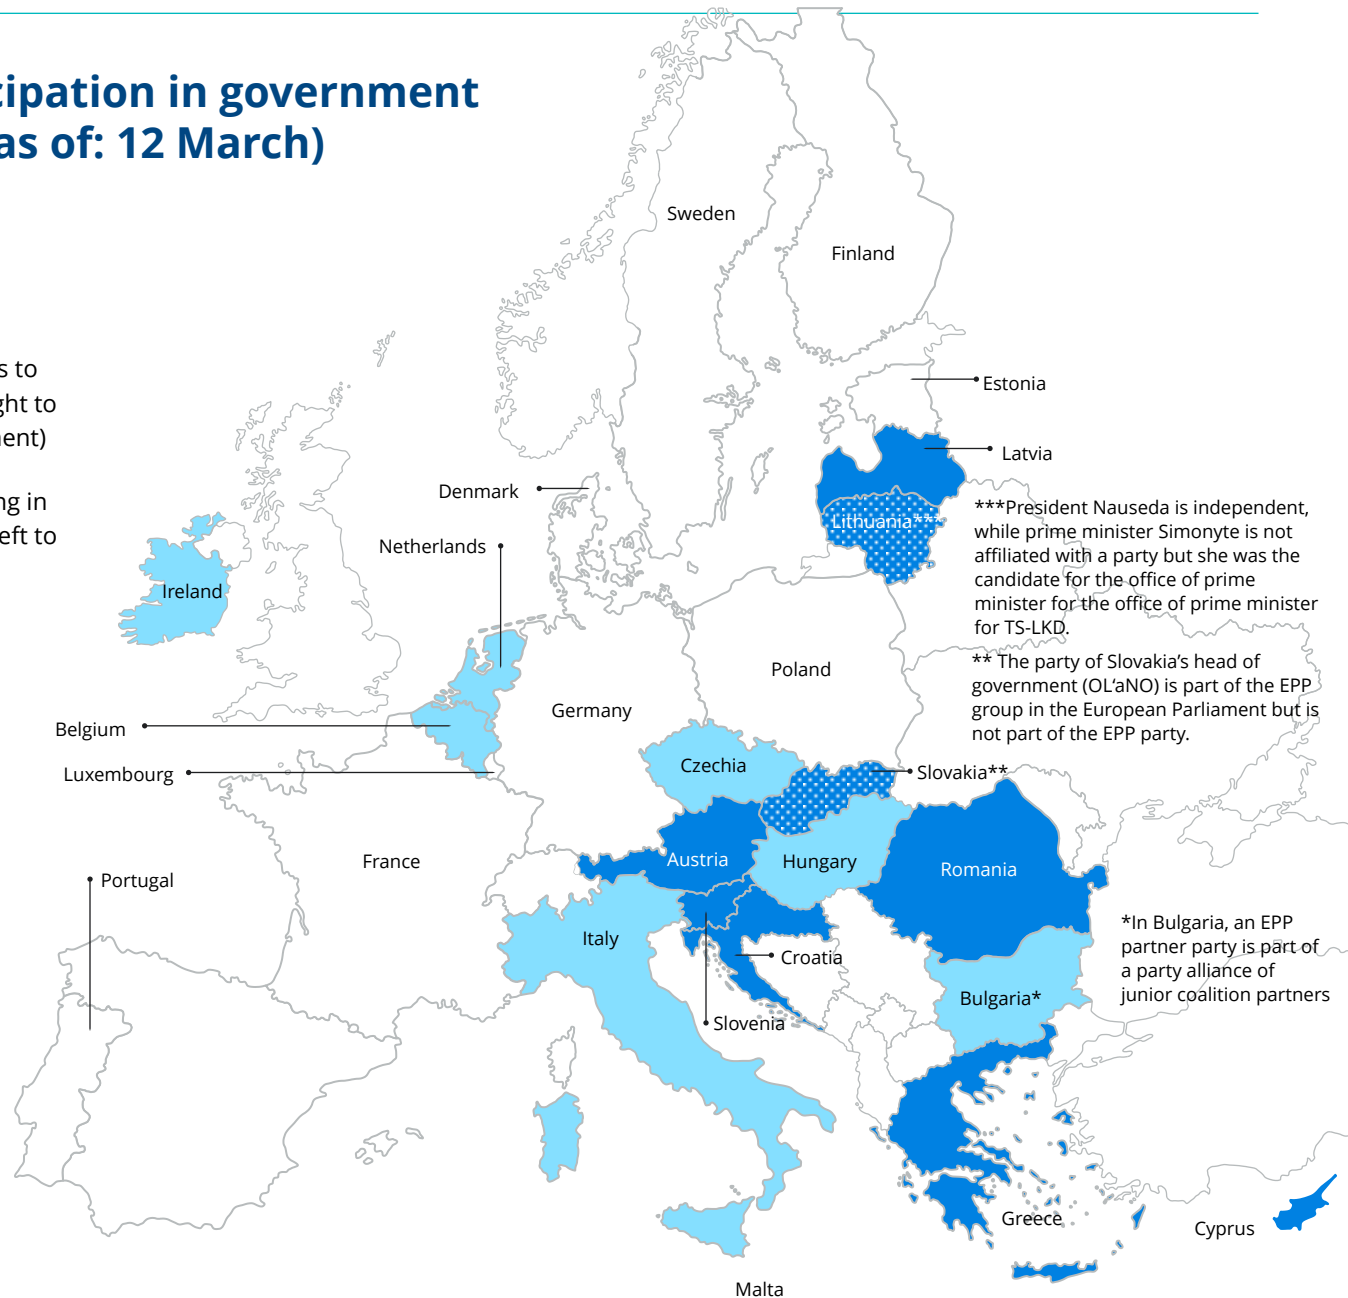 cipation in government
as of: 12 March)
s to
ght to
ent)
ng in
eft to
Sweden
Finland
Estonia
Latvia
Denmark
Lithuania***
***President Nauseda is independent,
while prime minister Simonyte is not
affiliated with a party but she was the
candidate for the office of prime
minister for the office of prime minister
for TS-LKD.
Netherlands
Ireland
** The party of Slovakia’s head of
government (OL‘aNO) is part of the EPP
group in the European Parliament but is
not part of the EPP party.
Poland
Germany
Belgium
Czechia
Luxembourg
Slovakia**
France
Austria
Hungary
Romania
Portugal
*In Bulgaria, an EPP
partner party is part of
a party alliance of
junior coalition partners
Italy
Croatia
Bulgaria*
Slovenia
Greece
Cyprus
Malta